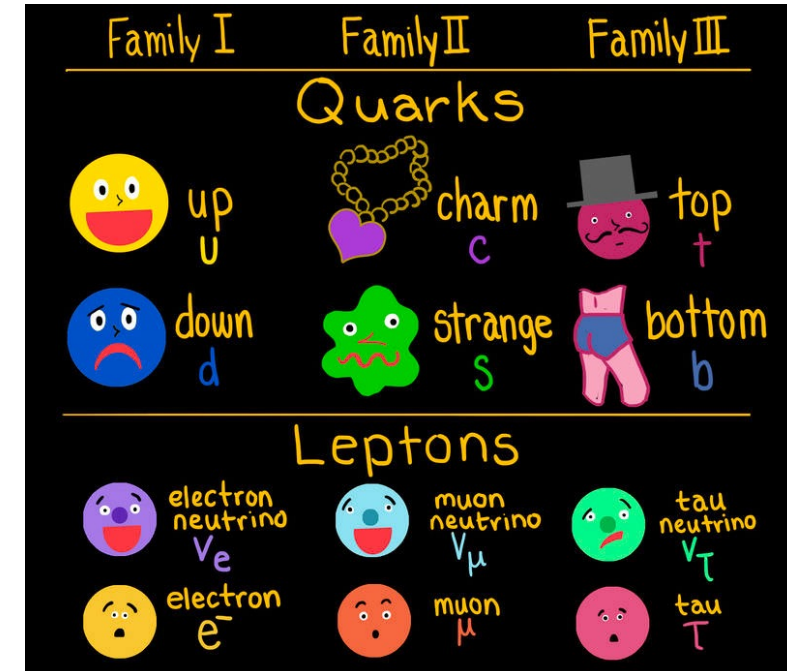 Family I Family II Family III
Quarks
up charm top
u c t
down strange bottom
d s b
Leptons
electron neutrino muon neutrino tau neutrino
νe νμ ντ
electron muon tau
e⁻ μ τ